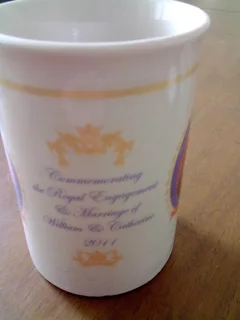 Commemorating
the Royal Engagement
& Marriage of
William & Catherine
2011